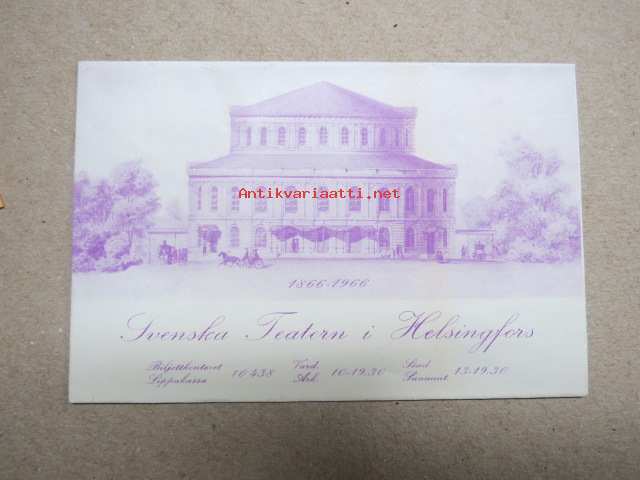 Antikvariaatti.net
1866-1966
Svenska Teatern i Helsingfors
Biljettkontoret 10 438 Vard. 10-19.30 Sönd 13-19.30
Lippukassa Ark. Sunnunt